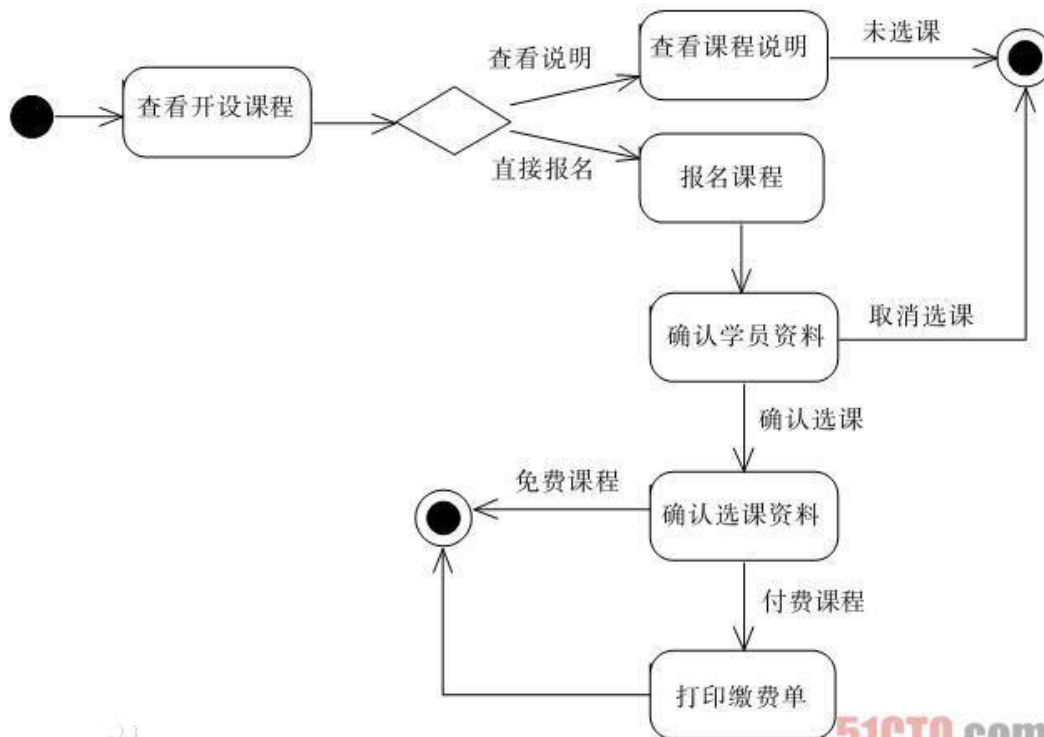 查看开设课程
查看说明
查看课程说明
未选课
直接报名
报名课程
确认学员资料
取消选课
确认选课
免费课程
确认选课资料
付费课程
打印缴费单
51CTO.com